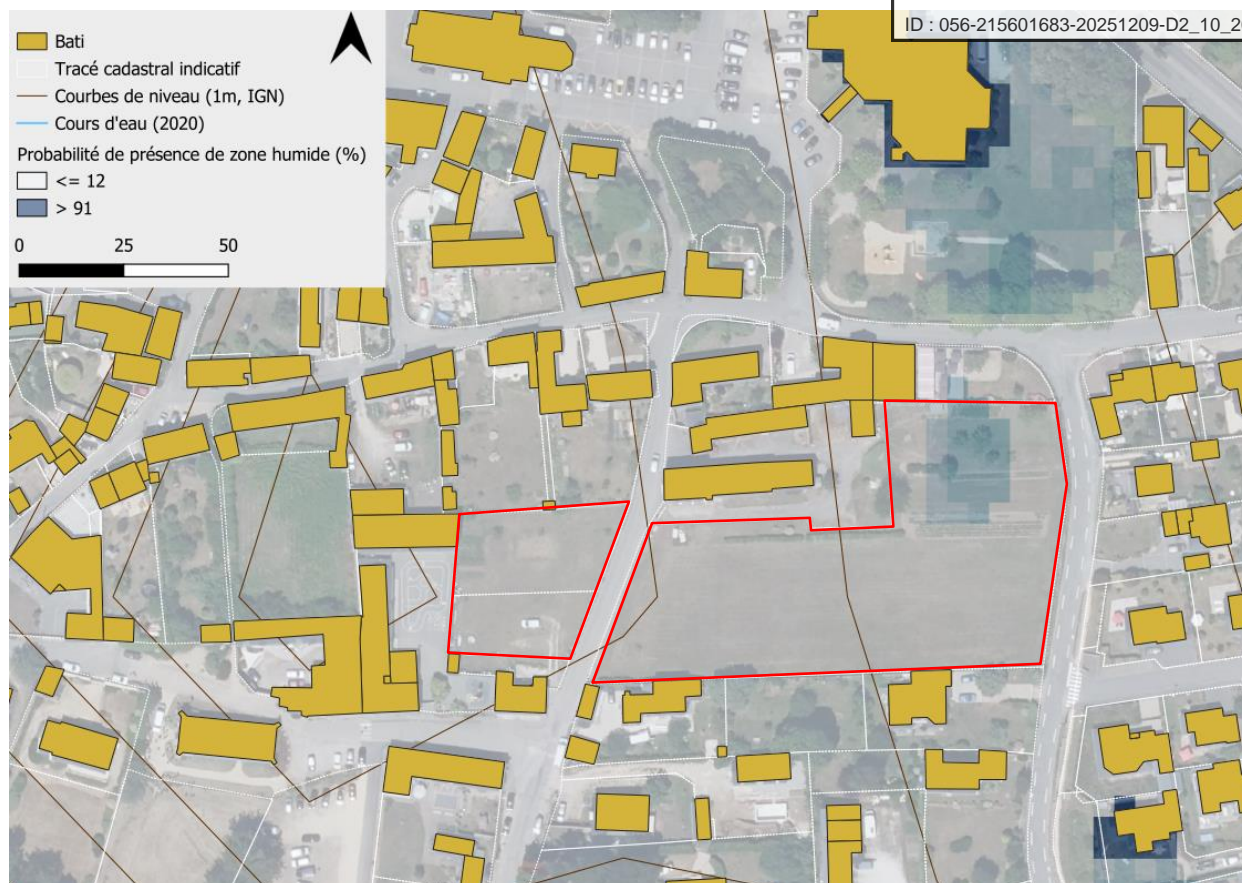 ID : 056-215601683-20251209-D2_10_2
Bati
Tracé cadastral indicatif
Courbes de niveau (1m, IGN)
Cours d'eau (2020)
Probabilité de présence de zone humide (%)
<= 12
> 91
0 25 50